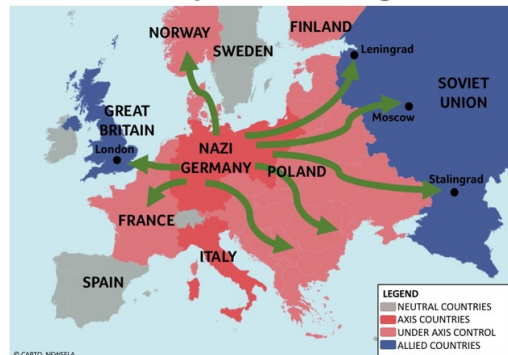 NORWAY
FINLAND
SWEDEN
Leningrad
SOVIET
UNION
Moscow
GREAT
BRITAIN
London
NAZI
GERMANY
POLAND
Stalingrad
FRANCE
ITALY
SPAIN
LEGEND
NEUTRAL COUNTRIES
AXIS COUNTRIES
UNDER AXIS CONTROL
ALLIED COUNTRIES
© CARTO, NEWSELA